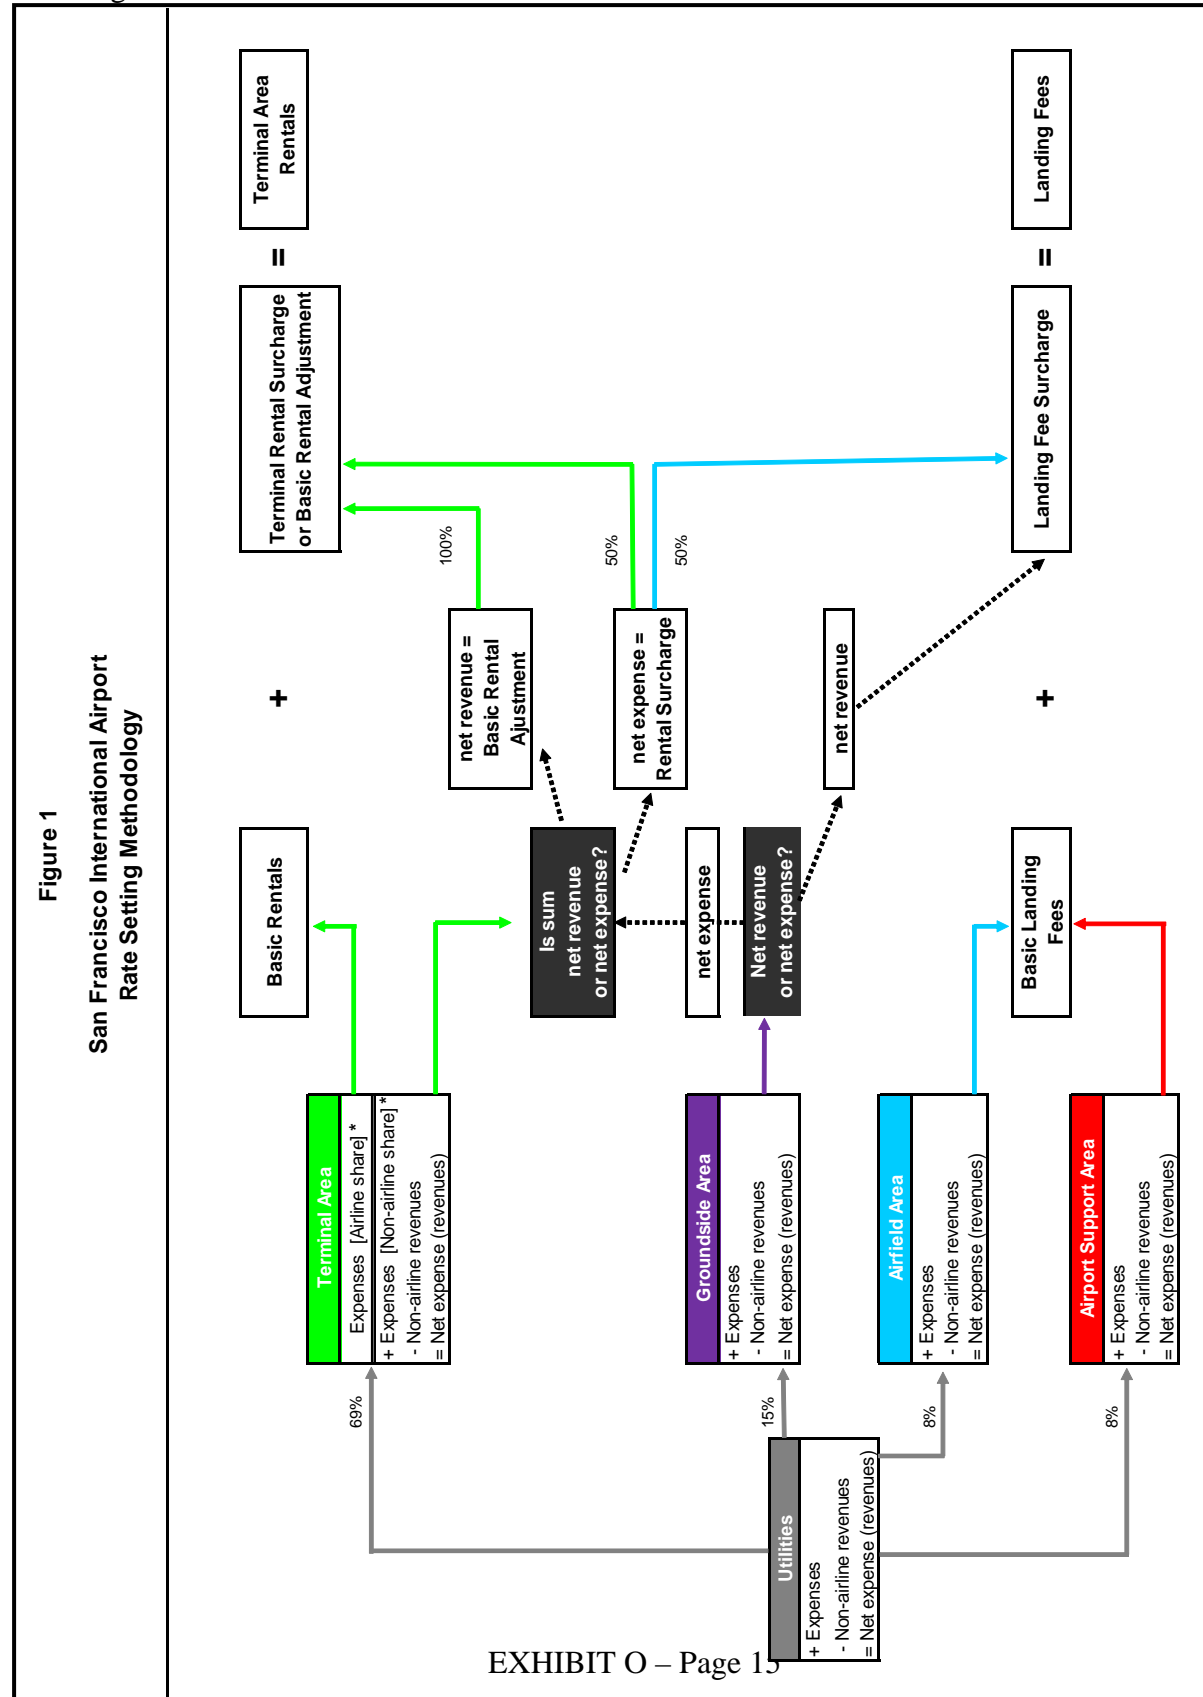 Figure 1
San Francisco International Airport
Rate Setting Methodology
Utilities
+ Expenses
- Non-airline revenues
= Net expense (revenues)
69%
15%
8%
8%
Terminal Area
Expenses [Airline share] *
+ Expenses [Non-airline share] *
- Non-airline revenues
= Net expense (revenues)
Groundside Area
+ Expenses
- Non-airline revenues
= Net expense (revenues)
Airfield Area
+ Expenses
- Non-airline revenues
= Net expense (revenues)
Airport Support Area
+ Expenses
- Non-airline revenues
= Net expense (revenues)
Basic Rentals
Is sum
net revenue
or net expense?
net expense
Net revenue
or net expense?
Basic Landing
Fees
+
net revenue =
Basic Rental
Ajustment
net expense =
Rental Surcharge
net revenue
+
100%
50%
50%
Terminal Rental Surcharge
or Basic Rental Adjustment
Landing Fee Surcharge
=
=
Terminal Area
Rentals
Landing Fees
EXHIBIT O – Page 15